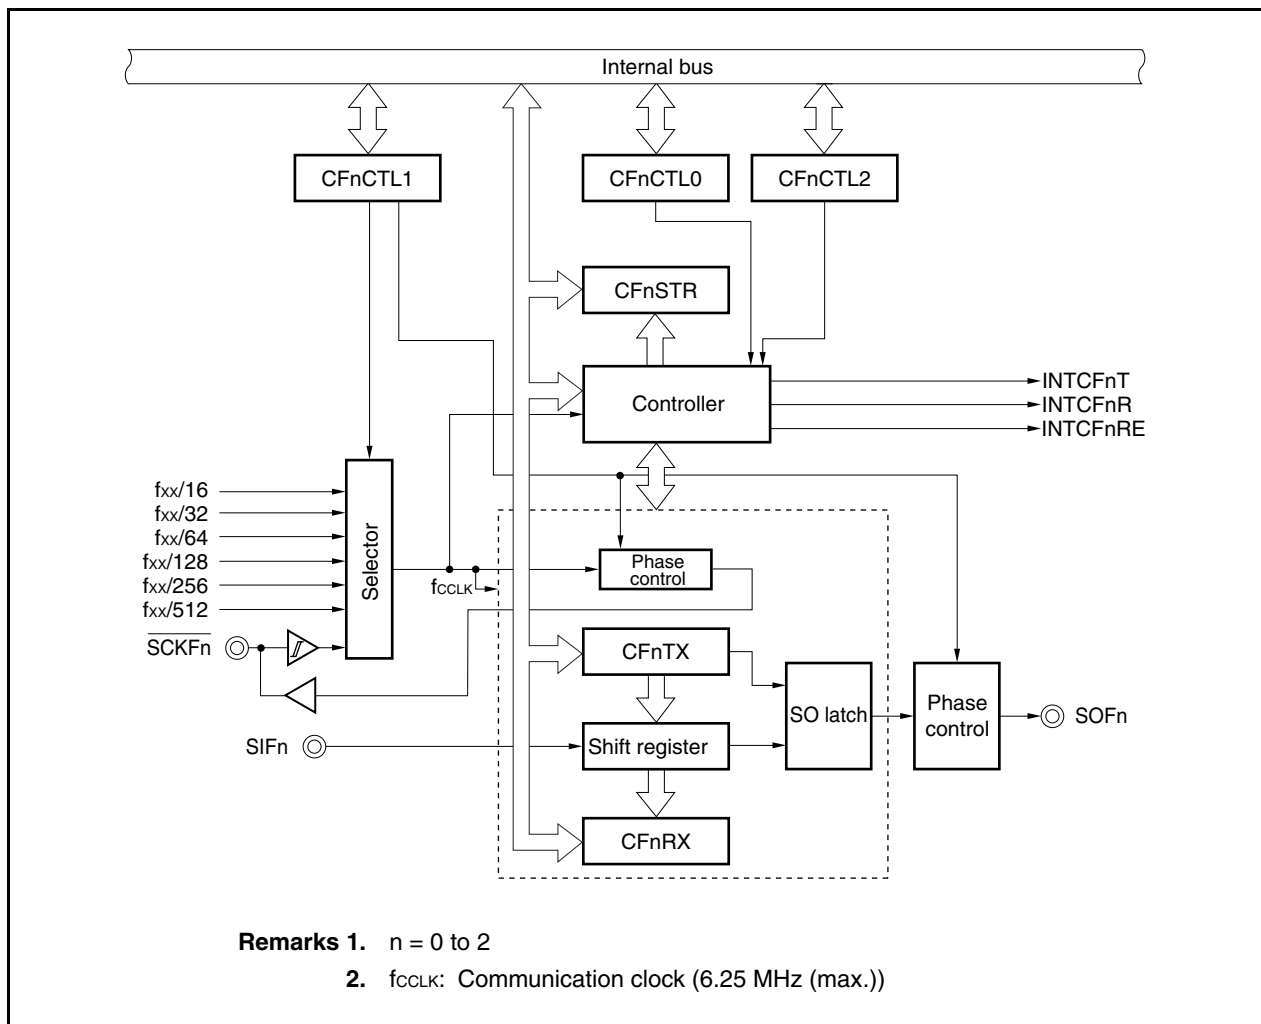 Internal bus
CFnCTL1
CFnCTL0
CFnCTL2
CFnSTR
Controller
INTCFnT
INTCFnR
INTCFnRE
fxx/16
fxx/32
fxx/64
fxx/128
fxx/256
fxx/512
SCKFn
Selector
fCCLK
Phase
control
CFnTX
SO latch
Phase
control
SOFn
SIFn
Shift register
CFnRX
Remarks 1. n = 0 to 2
2. fCCLK: Communication clock (6.25 MHz (max.))